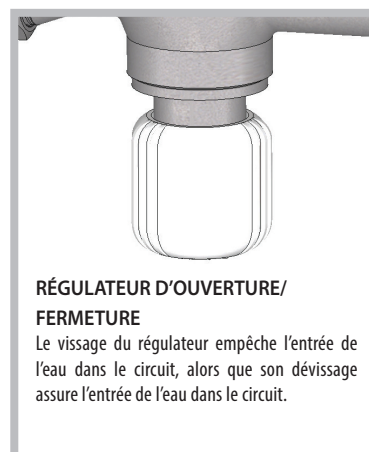 RÉGULATEUR D’OUVERTURE/
FERMETURE
Le vissage du régulateur empêche l’entrée de
l’eau dans le circuit, alors que son dévissage
assure l’entrée de l’eau dans le circuit.